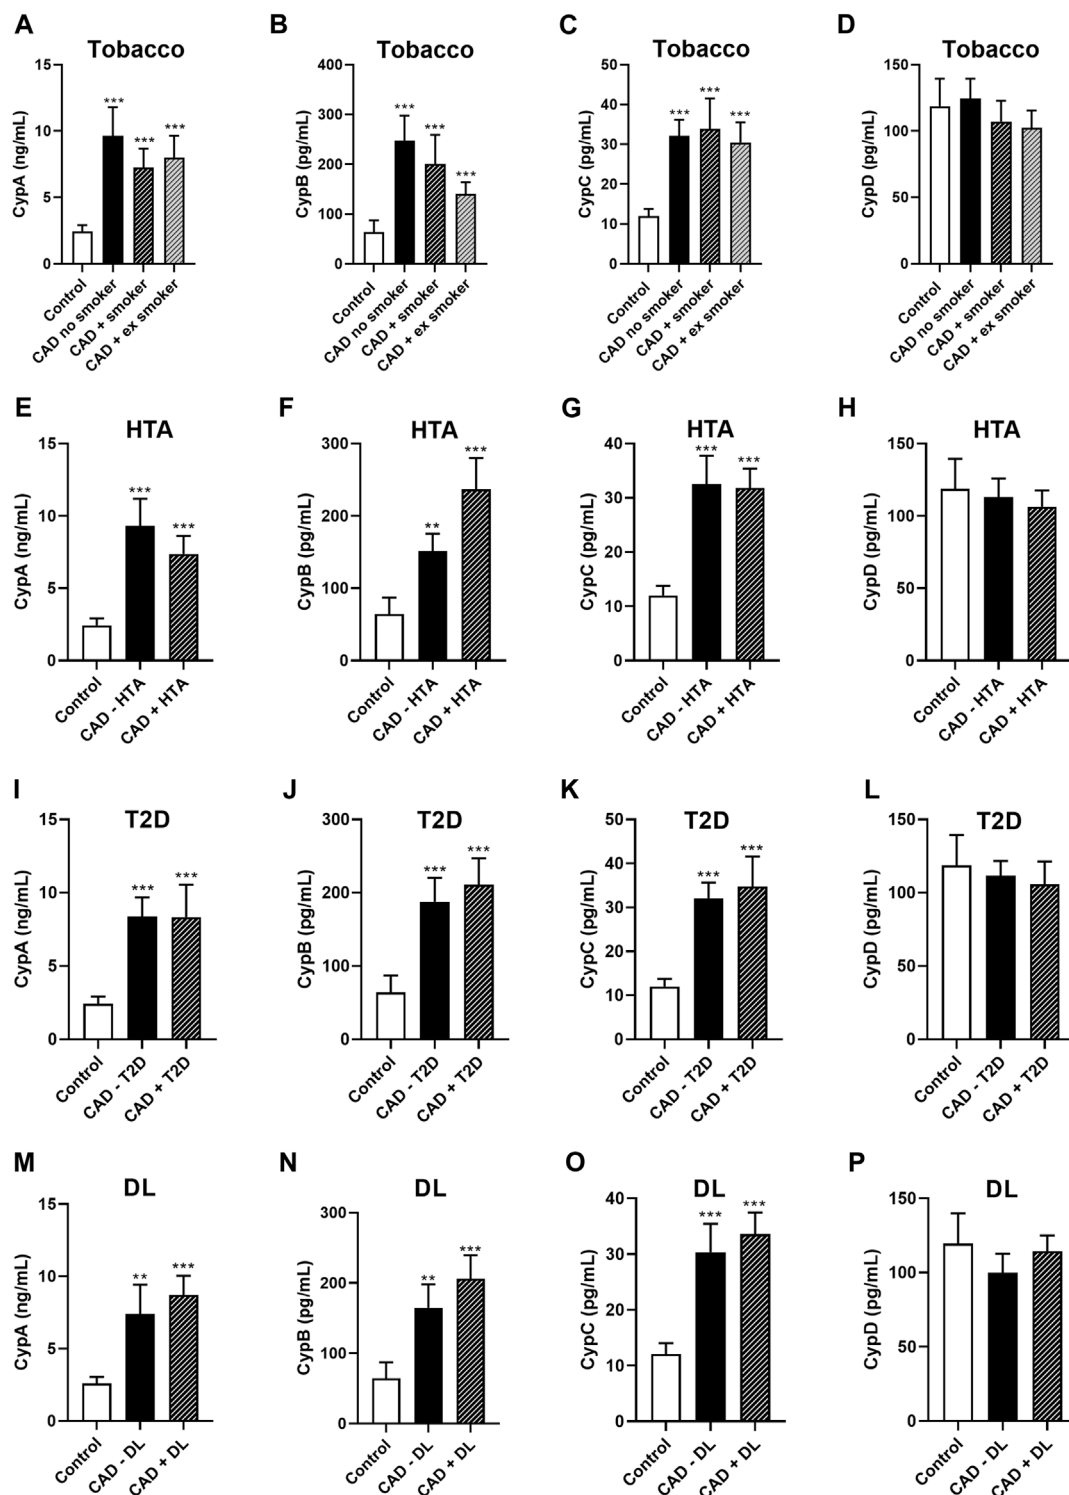 A
Tobacco
CypA (ng/mL)
15
10
5
0
***
***
***
Control
CAD no smoker
CAD + smoker
CAD + ex smoker
B
Tobacco
CypB (pg/mL)
400
300
200
100
0
***
***
***
Control
CAD no smoker
CAD + smoker
CAD + ex smoker
C
Tobacco
CypC (pg/mL)
50
40
30
20
10
0
***
***
***
Control
CAD no smoker
CAD + smoker
CAD + ex smoker
D
Tobacco
CypD (pg/mL)
150
100
50
0
Control
CAD no smoker
CAD + smoker
CAD + ex smoker
E
HTA
CypA (ng/mL)
15
10
5
0
***
***
Control
CAD - HTA
CAD + HTA
F
HTA
CypB (pg/mL)
300
200
100
0
**
***
Control
CAD - HTA
CAD + HTA
G
HTA
CypC (pg/mL)
40
30
20
10
0
***
***
Control
CAD - HTA
CAD + HTA
H
HTA
CypD (pg/mL)
150
100
50
0
Control
CAD - HTA
CAD + HTA
I
T2D
CypA (ng/mL)
15
10
5
0
***
***
Control
CAD - T2D
CAD + T2D
J
T2D
CypB (pg/mL)
300
200
100
0
***
***
Control
CAD - T2D
CAD + T2D
K
T2D
CypC (pg/mL)
50
40
30
20
10
0
***
***
Control
CAD - T2D
CAD + T2D
L
T2D
CypD (pg/mL)
150
100
50
0
Control
CAD - T2D
CAD + T2D
M
DL
CypA (ng/mL)
15
10
5
0
**
***
Control
CAD - DL
CAD + DL
N
DL
CypB (pg/mL)
300
200
100
0
**
***
Control
CAD - DL
CAD + DL
O
DL
CypC (pg/mL)
40
30
20
10
0
***
***
Control
CAD - DL
CAD + DL
P
DL
CypD (pg/mL)
150
100
50
0
Control
CAD - DL
CAD + DL